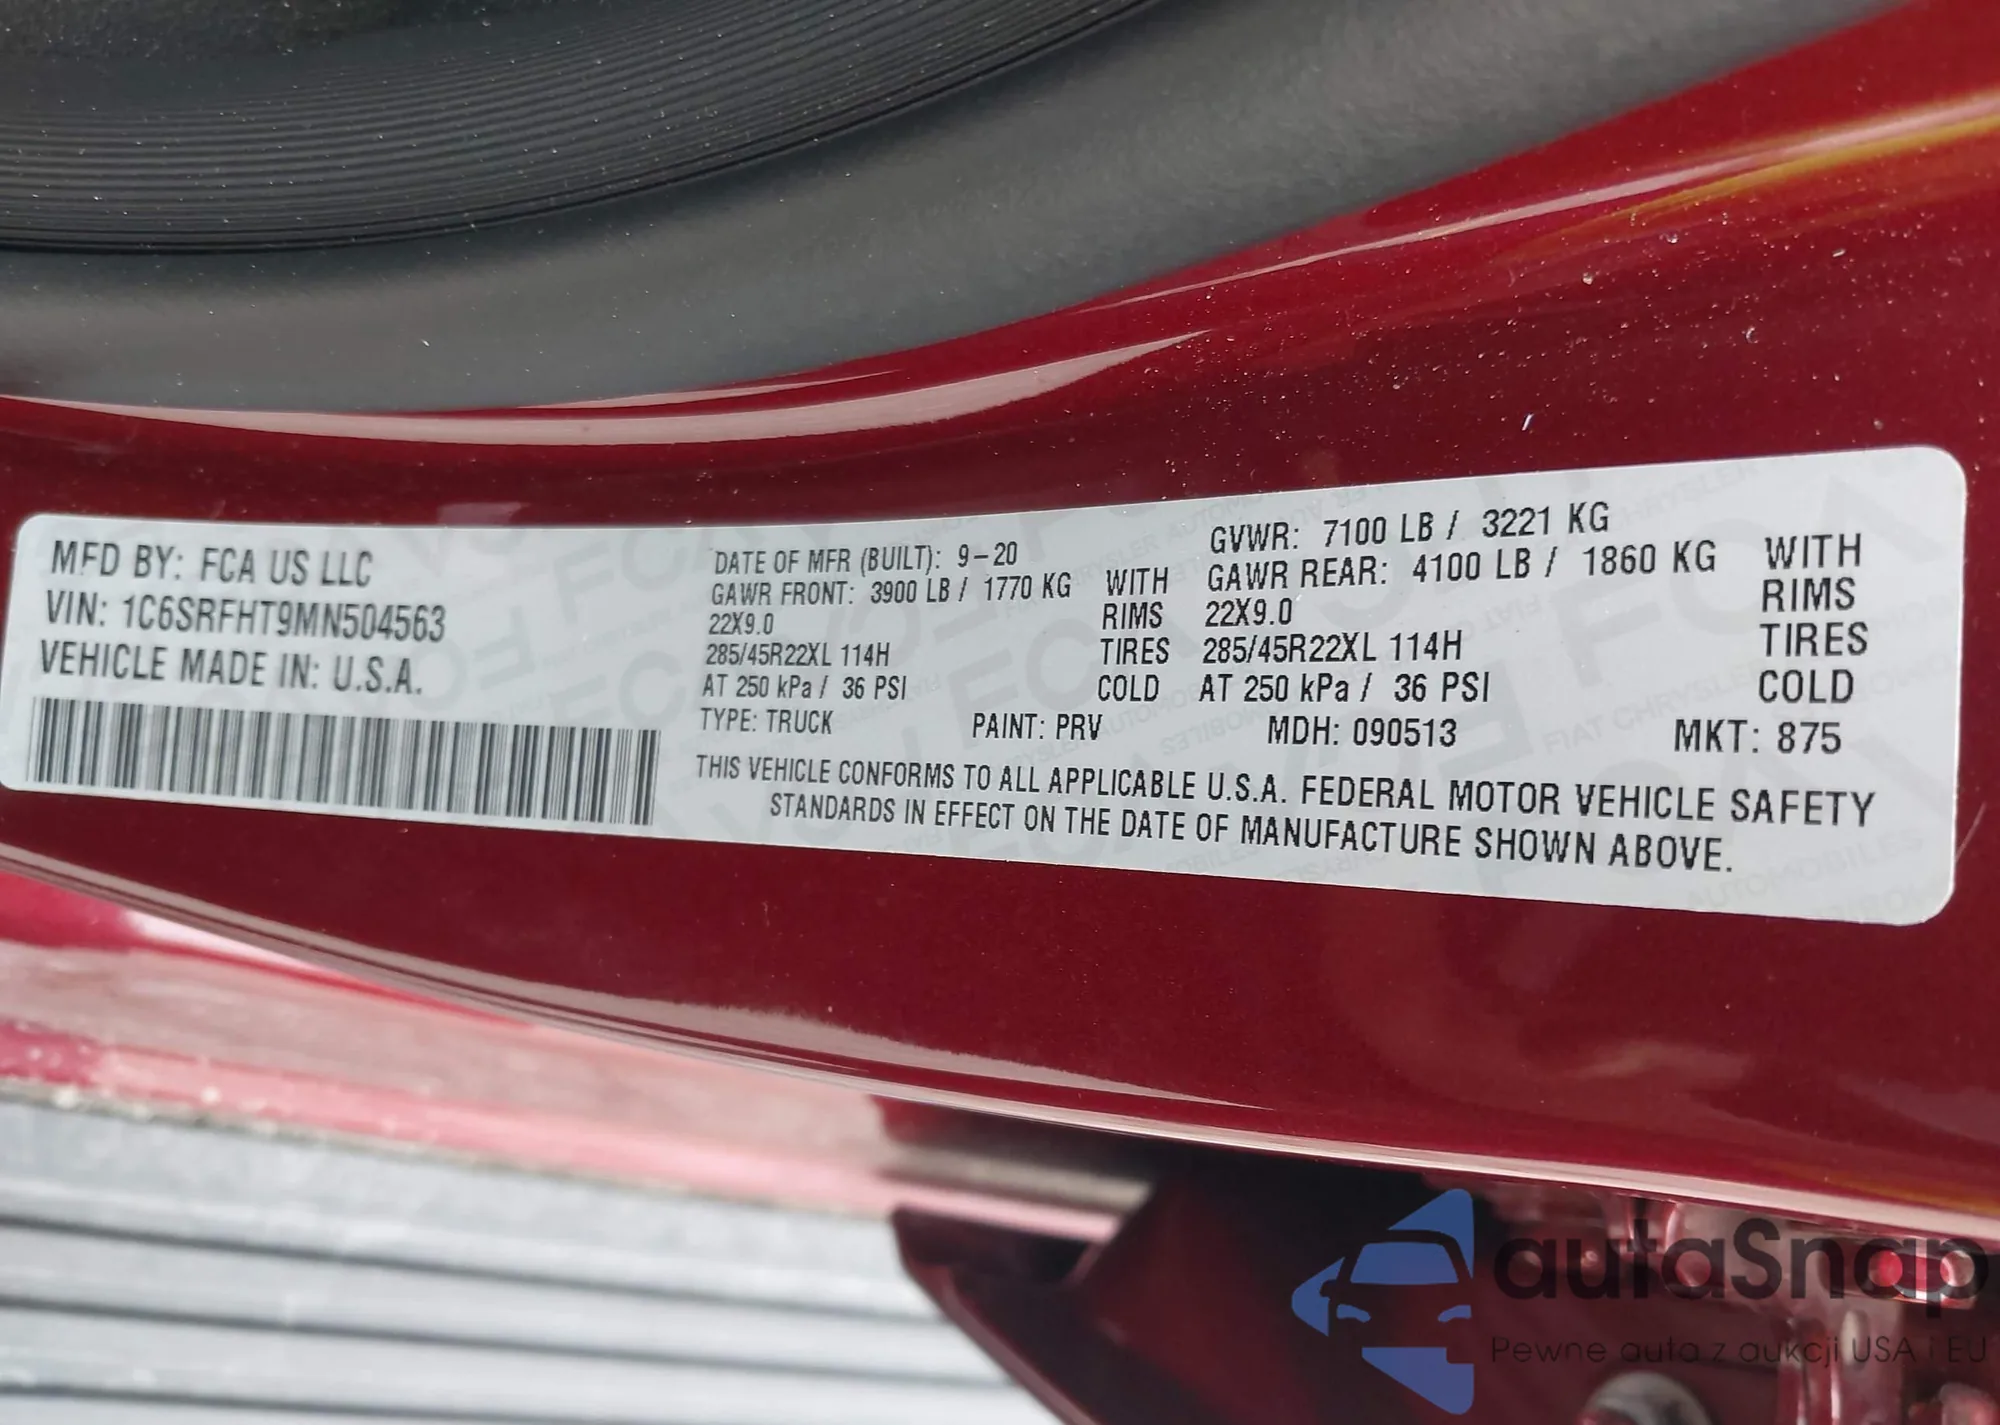 MFD BY: FCA US LLC
VIN: 1C6SRFHT9MN504563
VEHICLE MADE IN: U.S.A.
DATE OF MFR (BUILT): 9-20
GVWR: 7100 LB / 3221 KG
GAWR FRONT: 3900 LB / 1770 KG WITH
22X9.0 RIMS
285/45R22XL 114H TIRES
AT 250 kPa / 36 PSI COLD
GAWR REAR: 4100 LB / 1860 KG WITH
22X9.0 RIMS
285/45R22XL 114H TIRES
AT 250 kPa / 36 PSI COLD
TYPE: TRUCK PAINT: PRV MDH: 090513 MKT: 875
THIS VEHICLE CONFORMS TO ALL APPLICABLE U.S.A. FEDERAL MOTOR VEHICLE SAFETY
STANDARDS IN EFFECT ON THE DATE OF MANUFACTURE SHOWN ABOVE.
autaSnap
Pewne auta z aukcji USA i EU